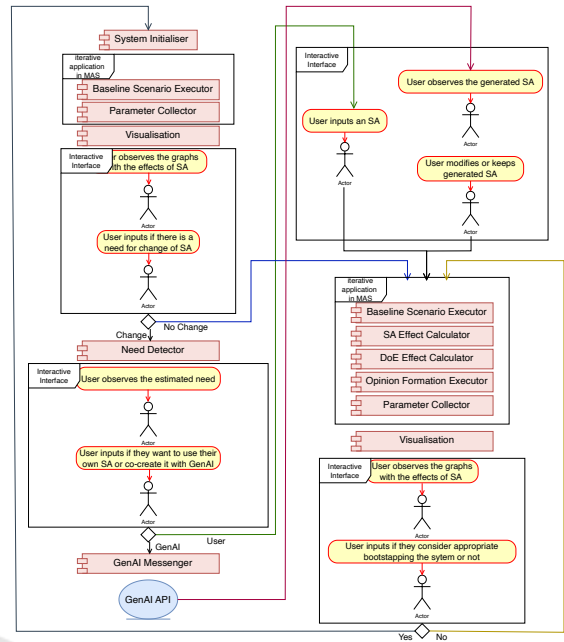 System Initialiser
iterative
application
in MAS
Baseline Scenario Executor
Parameter Collector
Visualisation
Interactive
Interface
r observes the graphs
ith the effects of SA
Actor
User inputs if there is a
need for change of SA
Actor
No Change
Change
Need Detector
Interactive
Interface
User observes the estimated need
Actor
User inputs if they want to use their
own SA or co-create it with GenAI
Actor
User
GenAI
GenAI Messenger
GenAI API
Interactive
Interface
User observes the generated SA
Actor
User inputs an SA
Actor
User modifies or keeps
generated SA
Actor
iterative
application
in MAS
Baseline Scenario Executor
SA Effect Calculator
DoE Effect Calculator
Opinion Formation Executor
Parameter Collector
Visualisation
Interactive
Interface
User observes the graphs
with the effects of SA
Actor
User inputs if they consider appropriate
bootstapping the sytem or not
Actor
Yes
No